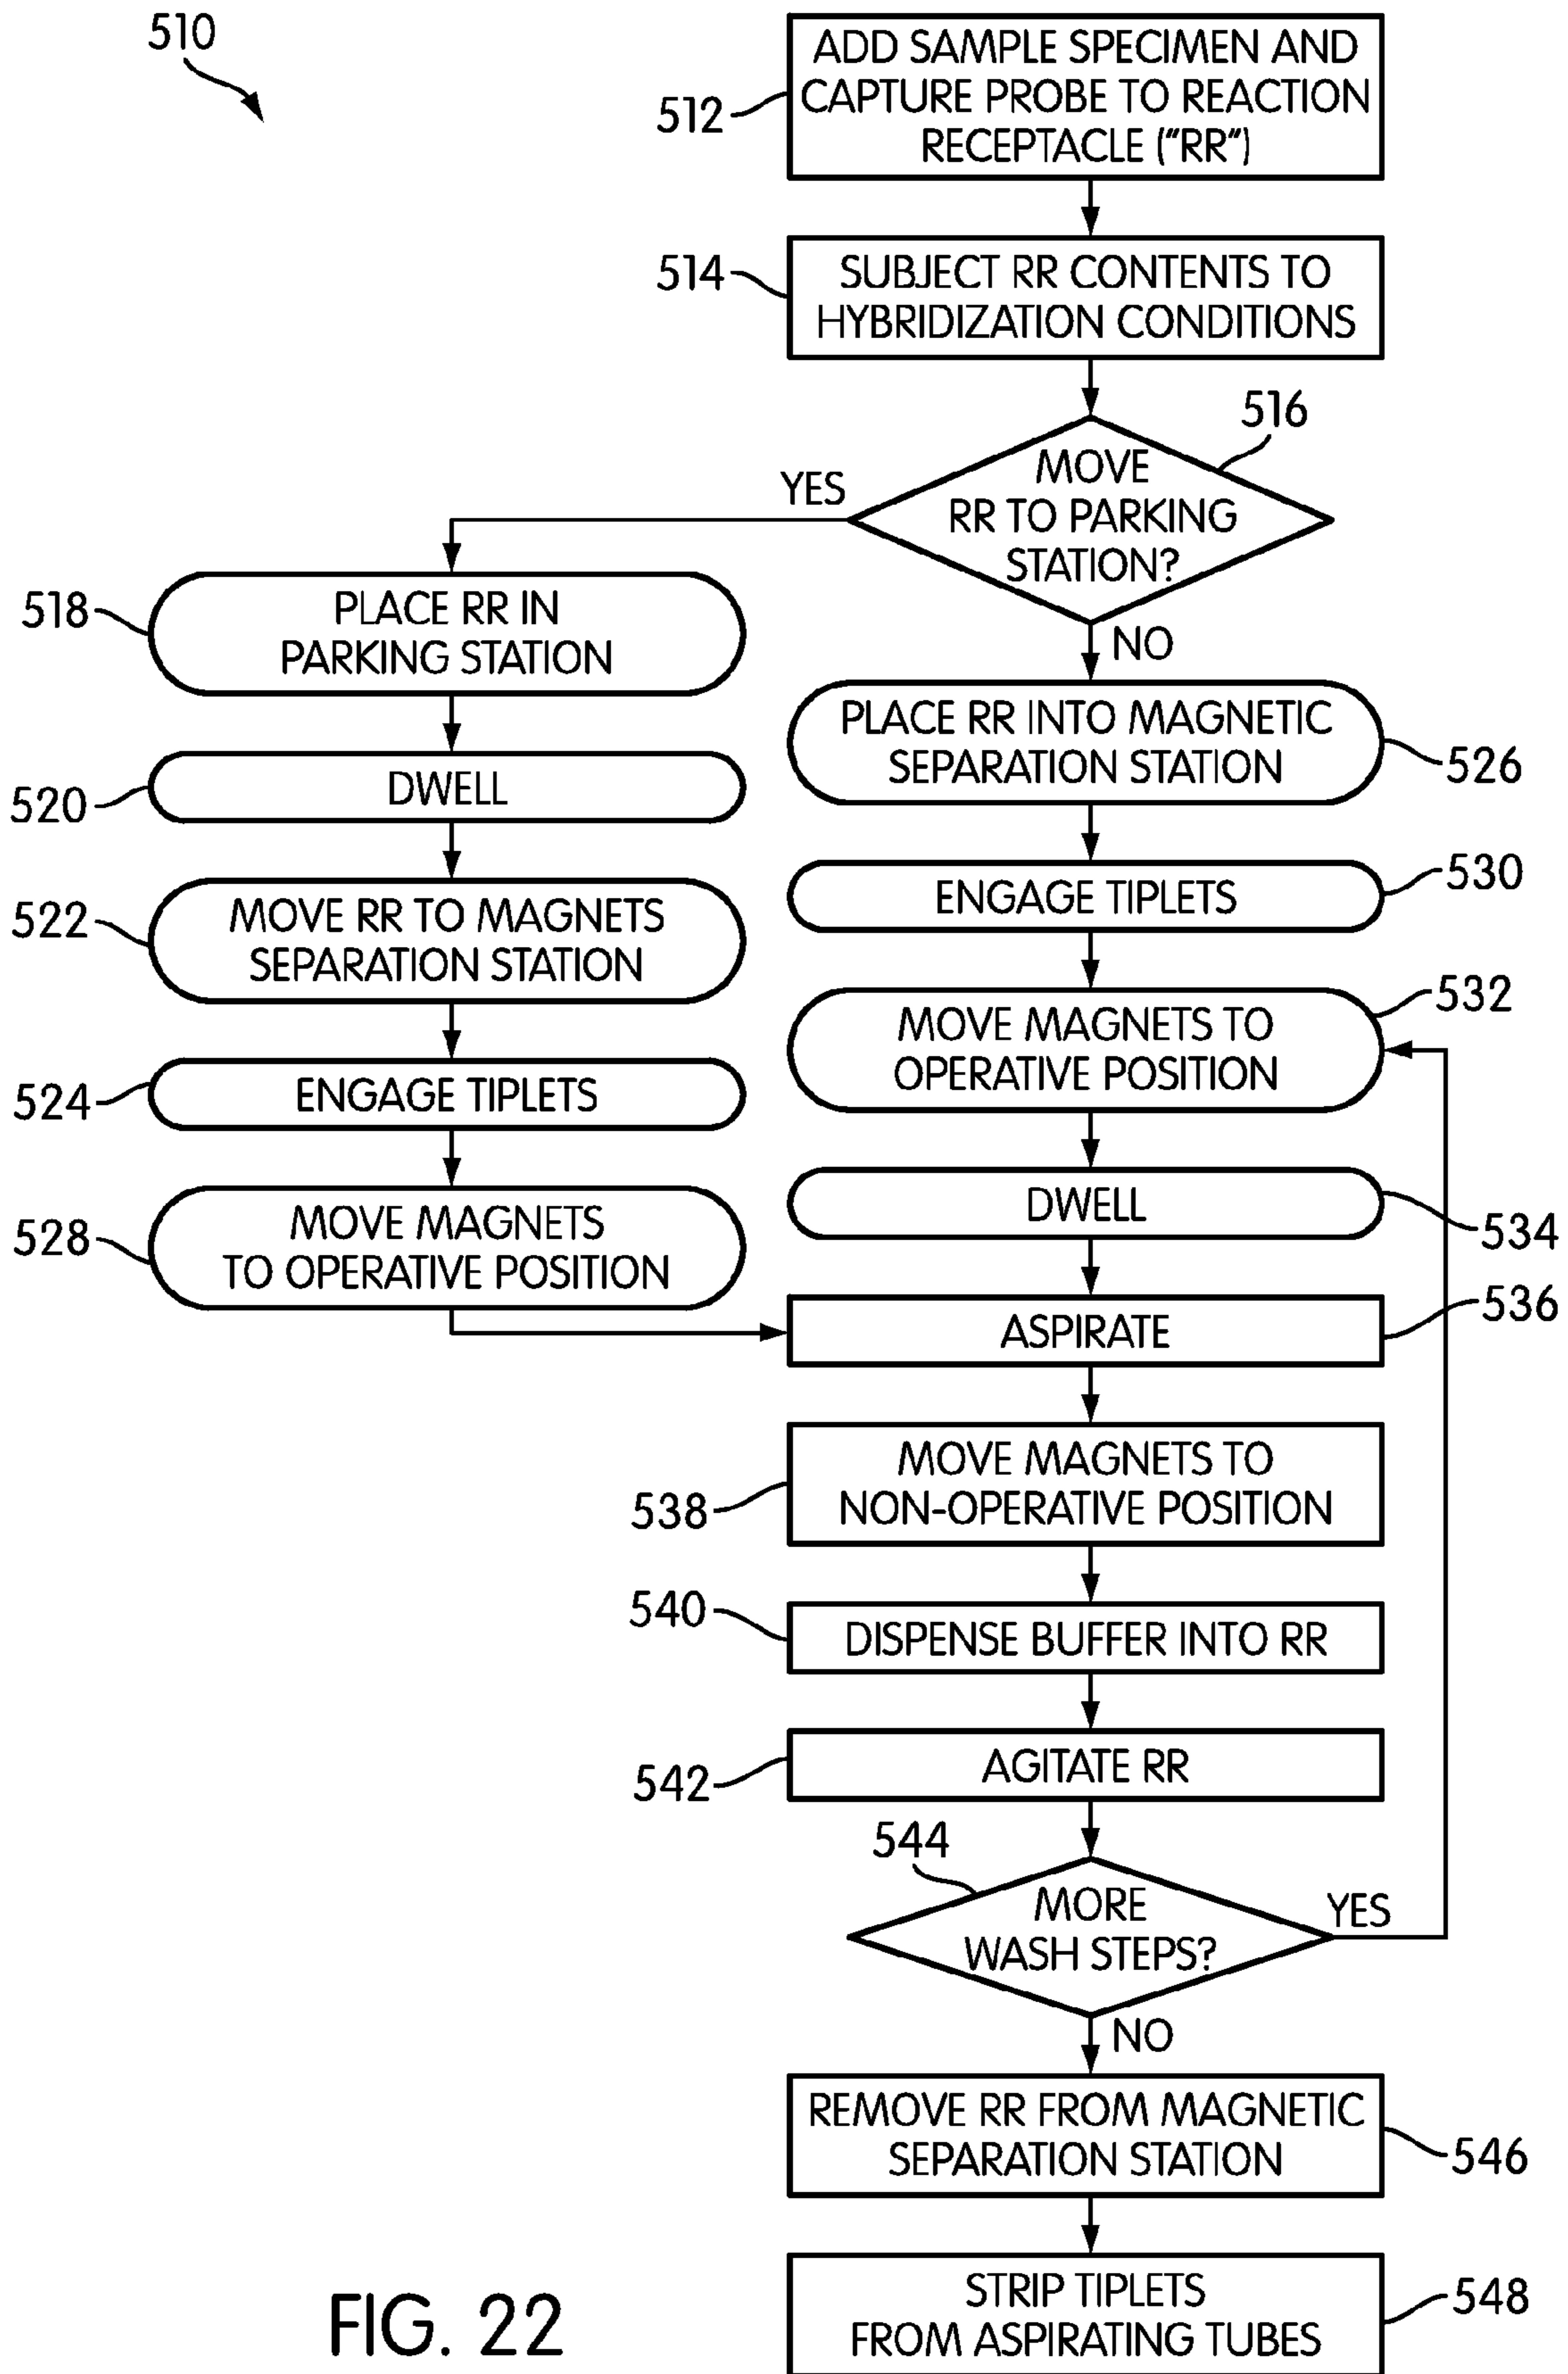 510
512
ADD SAMPLE SPECIMEN AND
CAPTURE PROBE TO REACTION
RECEPTACLE ("RR")
514
SUBJECT RR CONTENTS TO
HYBRIDIZATION CONDITIONS
516
MOVE
RR TO PARKING
STATION?
YES
NO
518
PLACE RR IN
PARKING STATION
520
DWELL
522
MOVE RR TO MAGNETS
SEPARATION STATION
524
ENGAGE TIPLETS
528
MOVE MAGNETS
TO OPERATIVE POSITION
PLACE RR INTO MAGNETIC
SEPARATION STATION
526
ENGAGE TIPLETS
530
MOVE MAGNETS TO
OPERATIVE POSITION
532
DWELL
534
ASPIRATE
536
MOVE MAGNETS TO
NON-OPERATIVE POSITION
538
540
DISPENSE BUFFER INTO RR
542
AGITATE RR
544
MORE
WASH STEPS?
YES
NO
REMOVE RR FROM MAGNETIC
SEPARATION STATION
546
STRIP TIPLETS
FROM ASPIRATING TUBES
548
FIG. 22